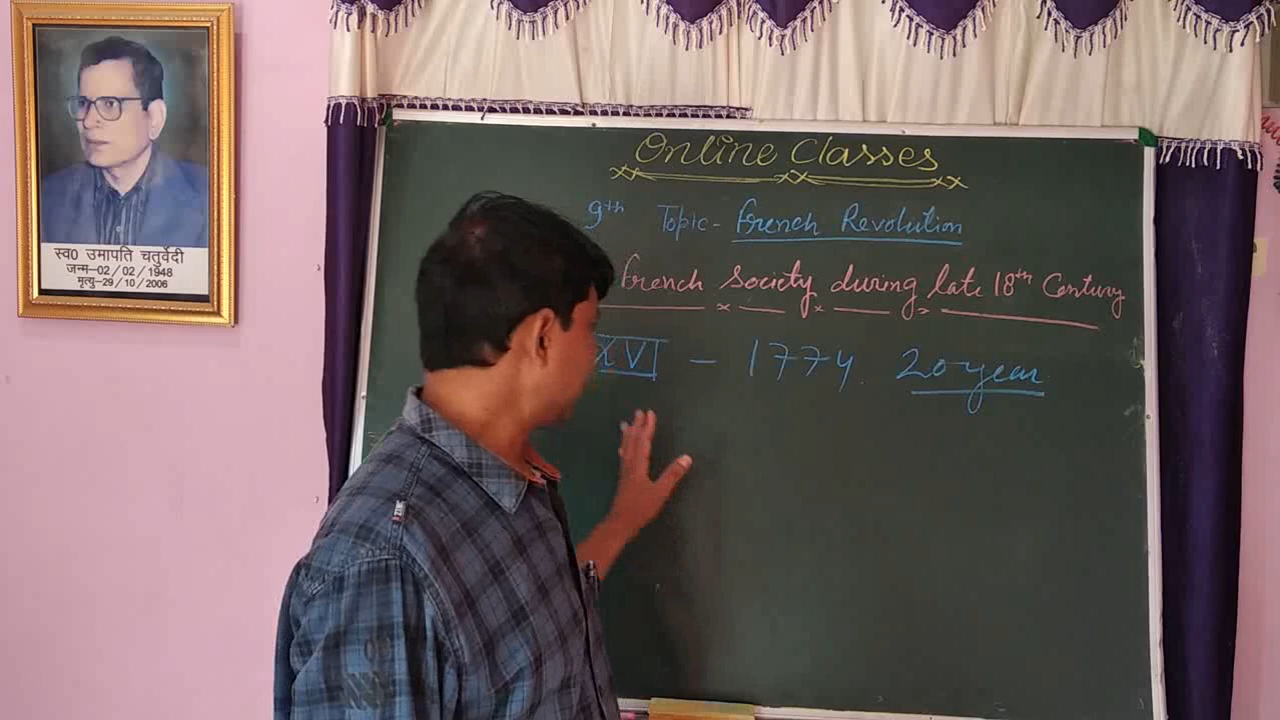 स्व0 उमापति चतुर्वेदी
जन्म–02/02/1948
मृत्यु–29/10/2006
Online Classes
9th Topic- French Revolution
French Society during late 18th Century
XVI – 1774 20 year